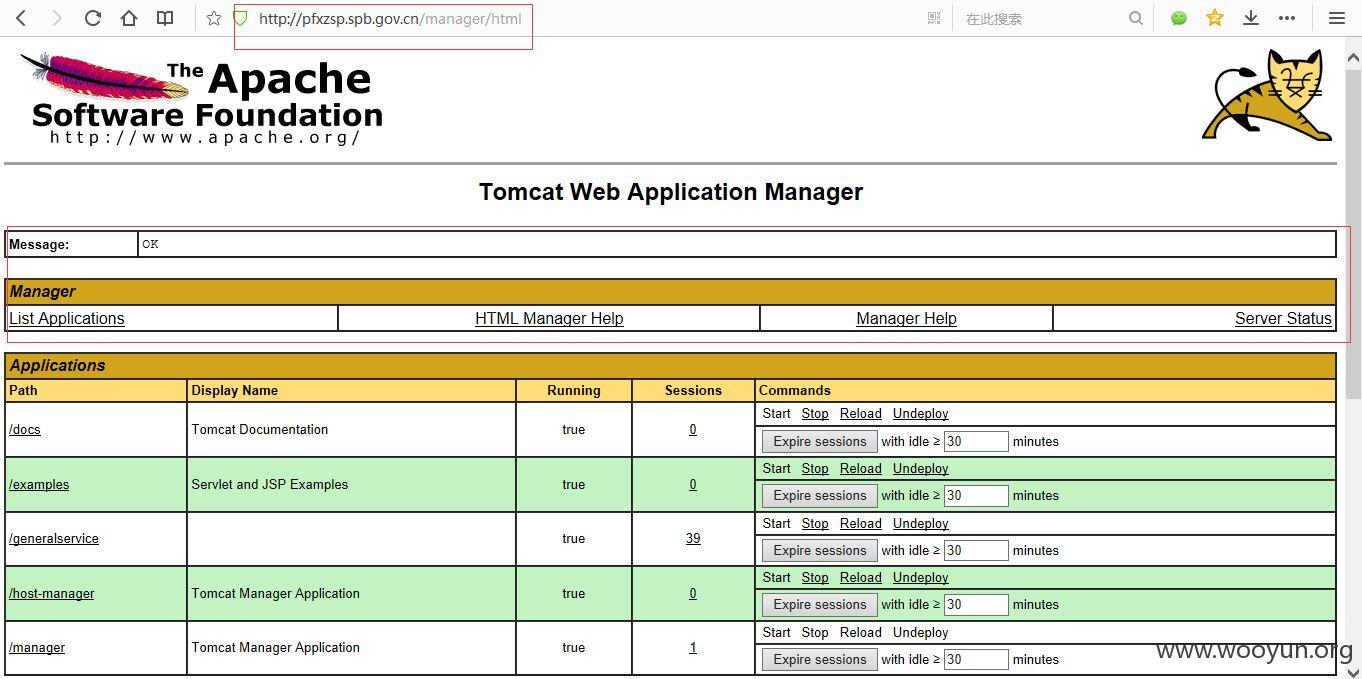 http://pfxzsp.spb.gov.cn/manager/html
在此搜索
The Apache
Software Foundation
http://www.apache.org/
Tomcat Web Application Manager
Message: OK
Manager
List Applications HTML Manager Help Manager Help Server Status
Applications
Path Display Name Running Sessions Commands
Start Stop Reload Undeploy
/docs Tomcat Documentation true 0
Expire sessions with idle ≥ 30 minutes
Start Stop Reload Undeploy
/examples Servlet and JSP Examples true 0
Expire sessions with idle ≥ 30 minutes
Start Stop Reload Undeploy
/generalservice true 39
Expire sessions with idle ≥ 30 minutes
Start Stop Reload Undeploy
/host-manager Tomcat Manager Application true 0
Expire sessions with idle ≥ 30 minutes
Start Stop Reload Undeploy
/manager Tomcat Manager Application true 1
Expire sessions with idle ≥ 30 minutes
www.wooyun.org